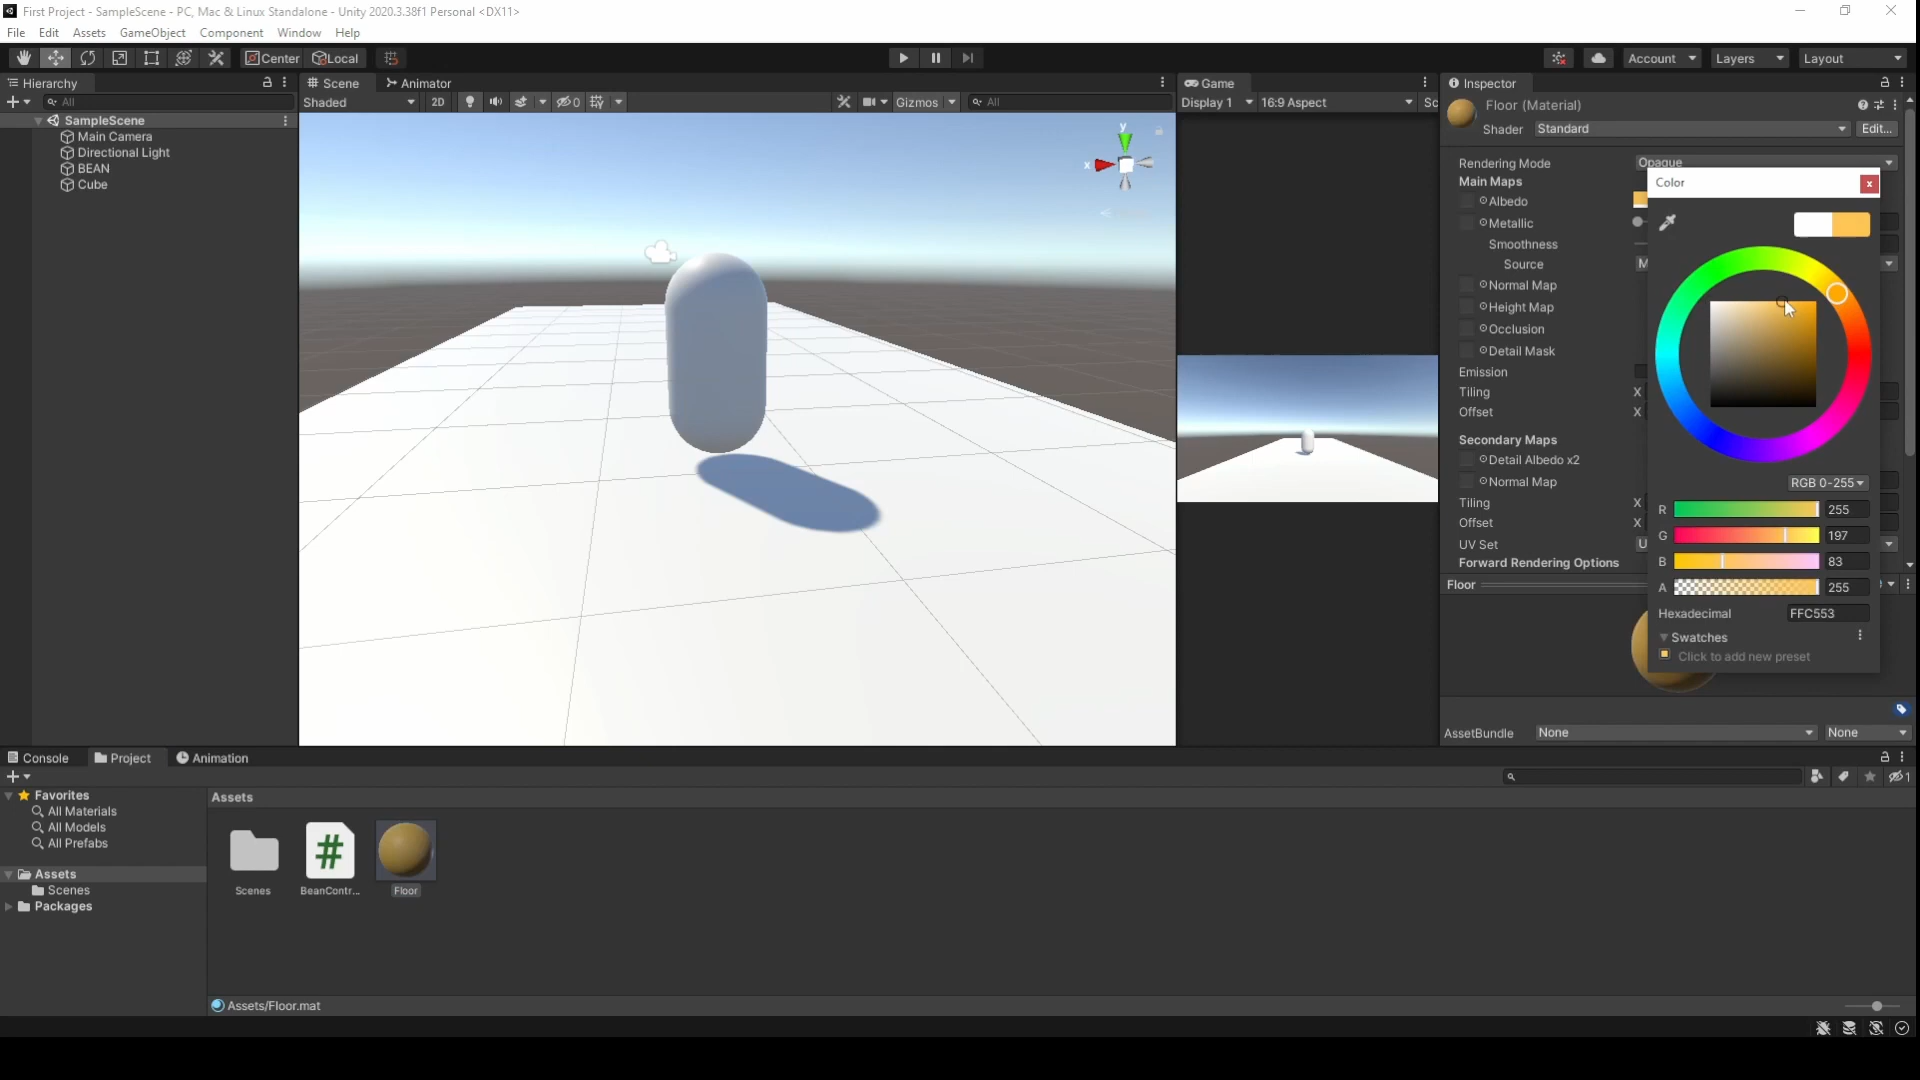 First Project - SampleScene - PC, Mac & Linux Standalone - Unity 2020.3.38f1 Personal <DX11>
File Edit Assets GameObject Component Window Help
Center Local Account Layers Layout
Hierarchy Scene Animator Game Inspector
All Shaded 2D 0 Gizmos All Display 1 16:9 Aspect Sc
Floor (Material)
Shader Standard Edit...
SampleScene
Main Camera
Directional Light
BEAN
Cube
y
x
Rendering Mode Opaque
Main Maps
Albedo
Metallic
Smoothness
Source M
Normal Map
Height Map
Occlusion
Detail Mask
Emission
Tiling X
Offset X
Secondary Maps
Detail Albedo x2
Normal Map
Tiling X
Offset X
UV Set U
Forward Rendering Options
Floor
Color
x
RGB 0-255
R 255
G 197
B 83
A 255
Hexadecimal FFC553
Swatches
Click to add new preset
AssetBundle None None
Console Project Animation
1
Favorites
All Materials
All Models
All Prefabs
Assets
Scenes
Packages
Assets
#
Scenes BeanContr... Floor
Assets/Floor.mat